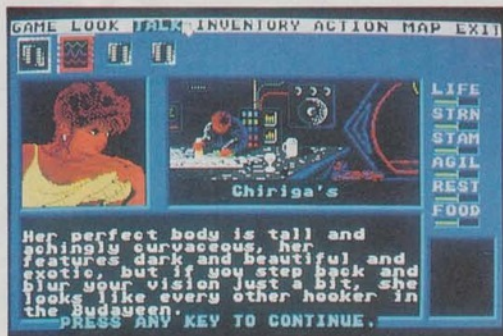 GAME LOOK TALK INVENTORY ACTION MAP EXIT
LIFE
STRN
STAM
AGIL
REST
FOOD
Chiriga's
Her perfect body is tall and
achingly curvaceous, her
features dark and beautiful and
exotic, but if you step back and
blur your vision just a bit, she
looks like every other hooker in
the Budayeen.
PRESS ANY KEY TO CONTINUE.